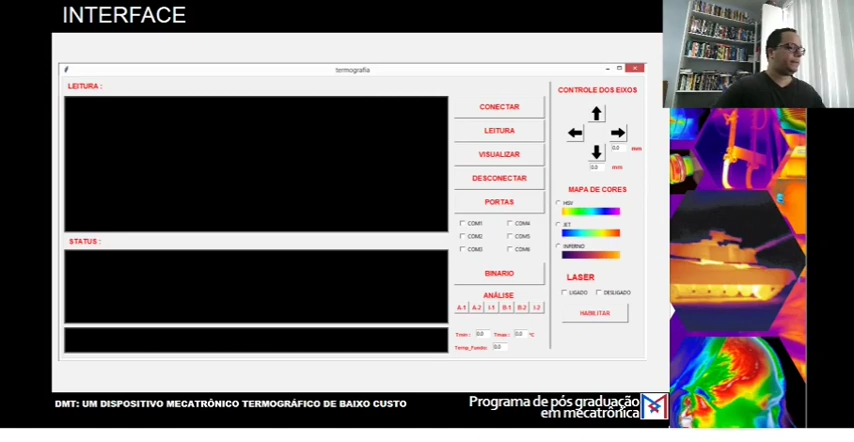 INTERFACE
termografia
LEITURA :
STATUS :
CONECTAR
LEITURA
VISUALIZAR
DESCONECTAR
PORTAS
COM1 COM4
COM2 COM5
COM3 COM6
BINARIO
ANÁLISE
A.1 A.2 I.1 B.1 B.2 I.2
Tmin : 0.0 Tmax : 0.0 °C
Temp_Fundo: 0.0
CONTROLE DOS EIXOS
0.0 mm
0.0 mm
MAPA DE CORES
HSV
JET
INFERNO
LASER
LIGADO DESLIGADO
HABILITAR
DMT: UM DISPOSITIVO MECATRÔNICO TERMOGRÁFICO DE BAIXO CUSTO
Programa de pós graduação
em mecatrônica